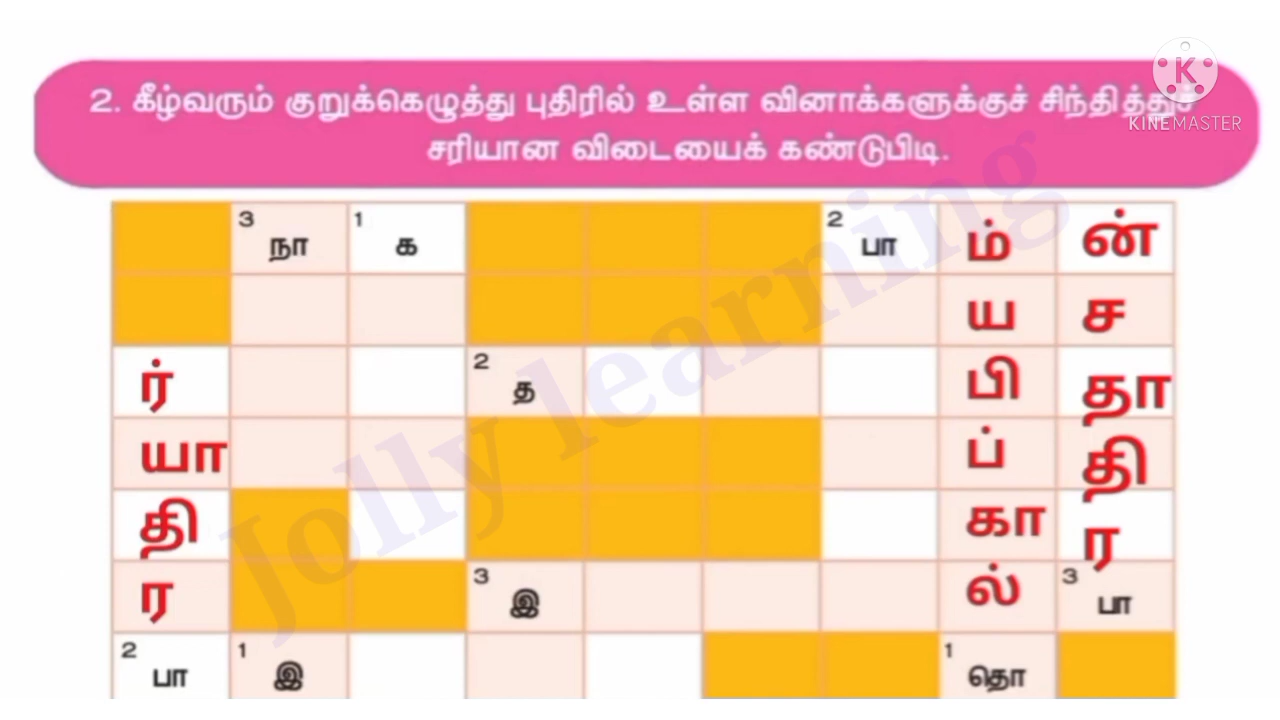 2. கீழ்வரும் குறுக்கெழுத்து புதிரில் உள்ள வினாக்களுக்குச் சிந்தித்துச்
சரியான விடையைக் கண்டுபிடி.
K
KINEMASTER
3 நா 1 க 2 பா ம் ன்
ய ச
ர் 2 த பி தா
யா ப் தி
தி கா ர
ர 3 இ ல் 3 பா
2 பா 1 இ 1 தொ
Jolly learning